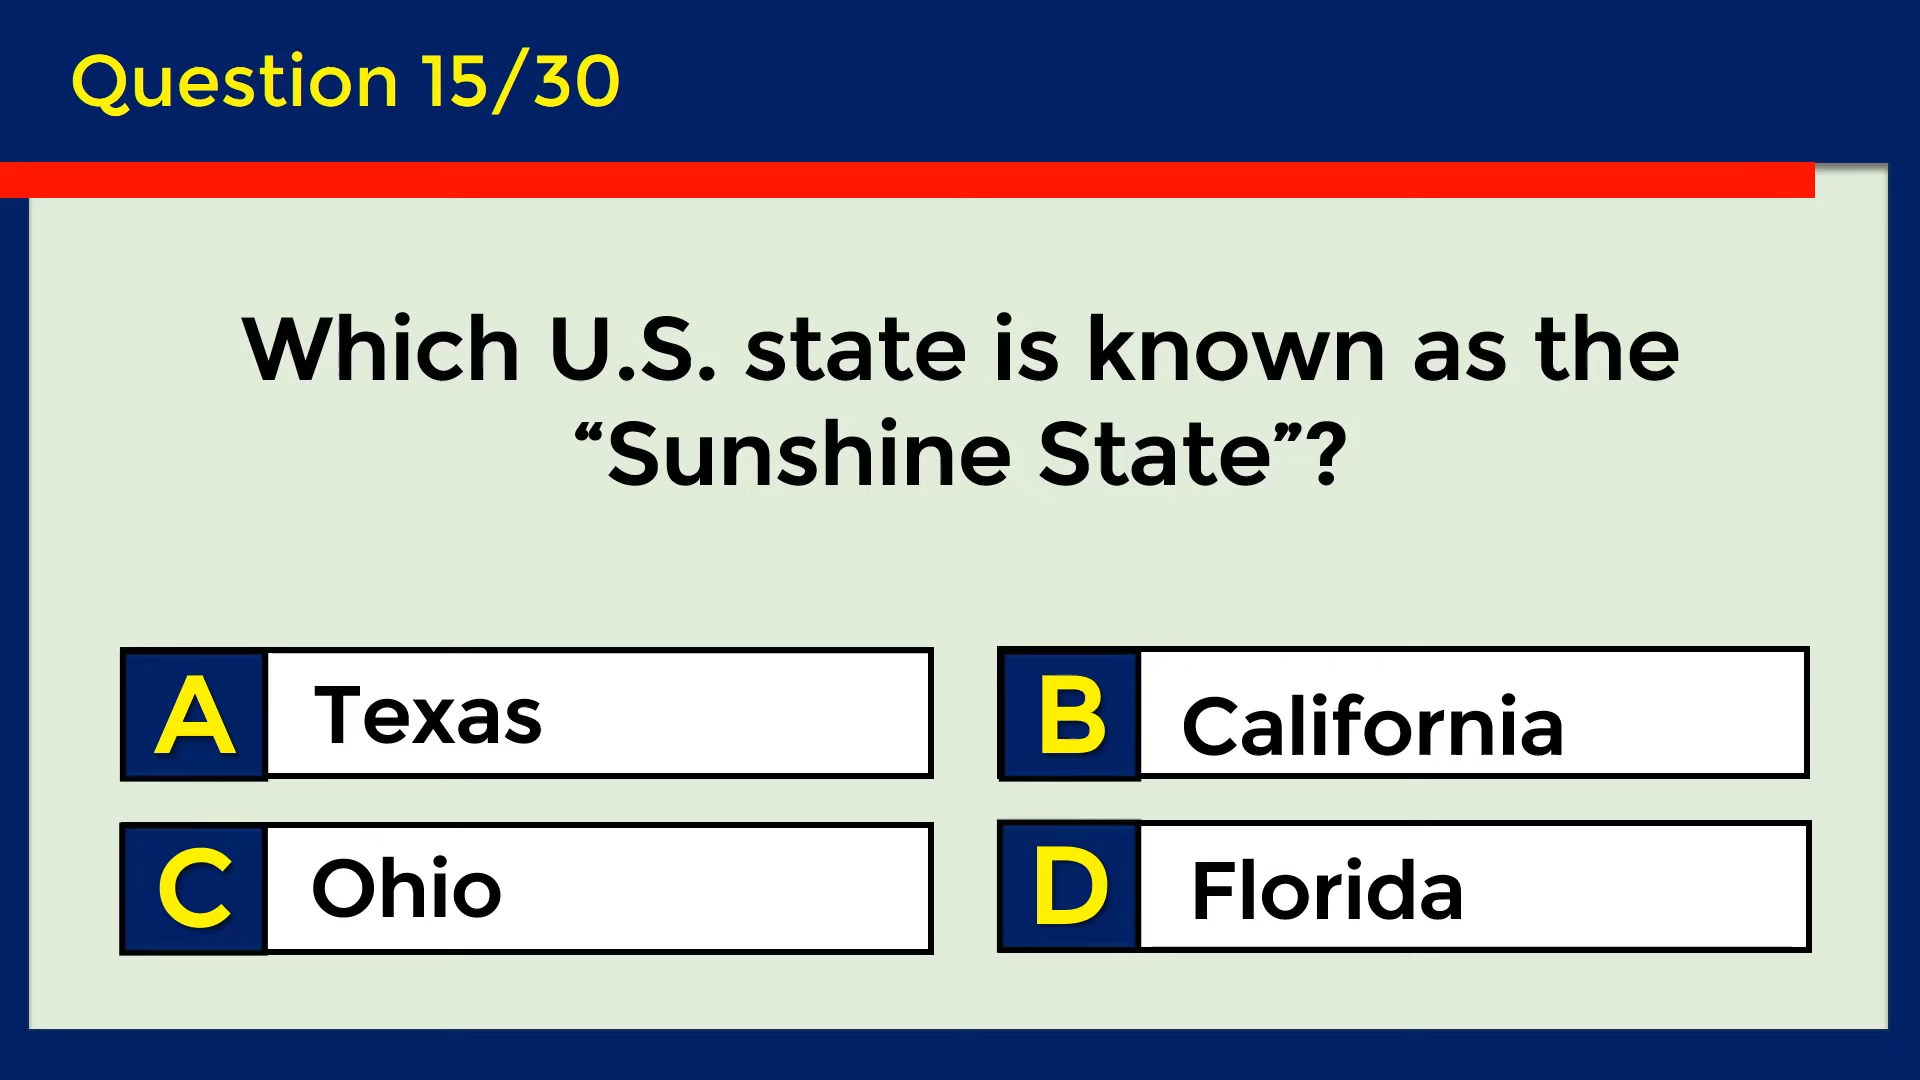 Question 15/30
Which U.S. state is known as the
“Sunshine State”?
A Texas
B California
C Ohio
D Florida